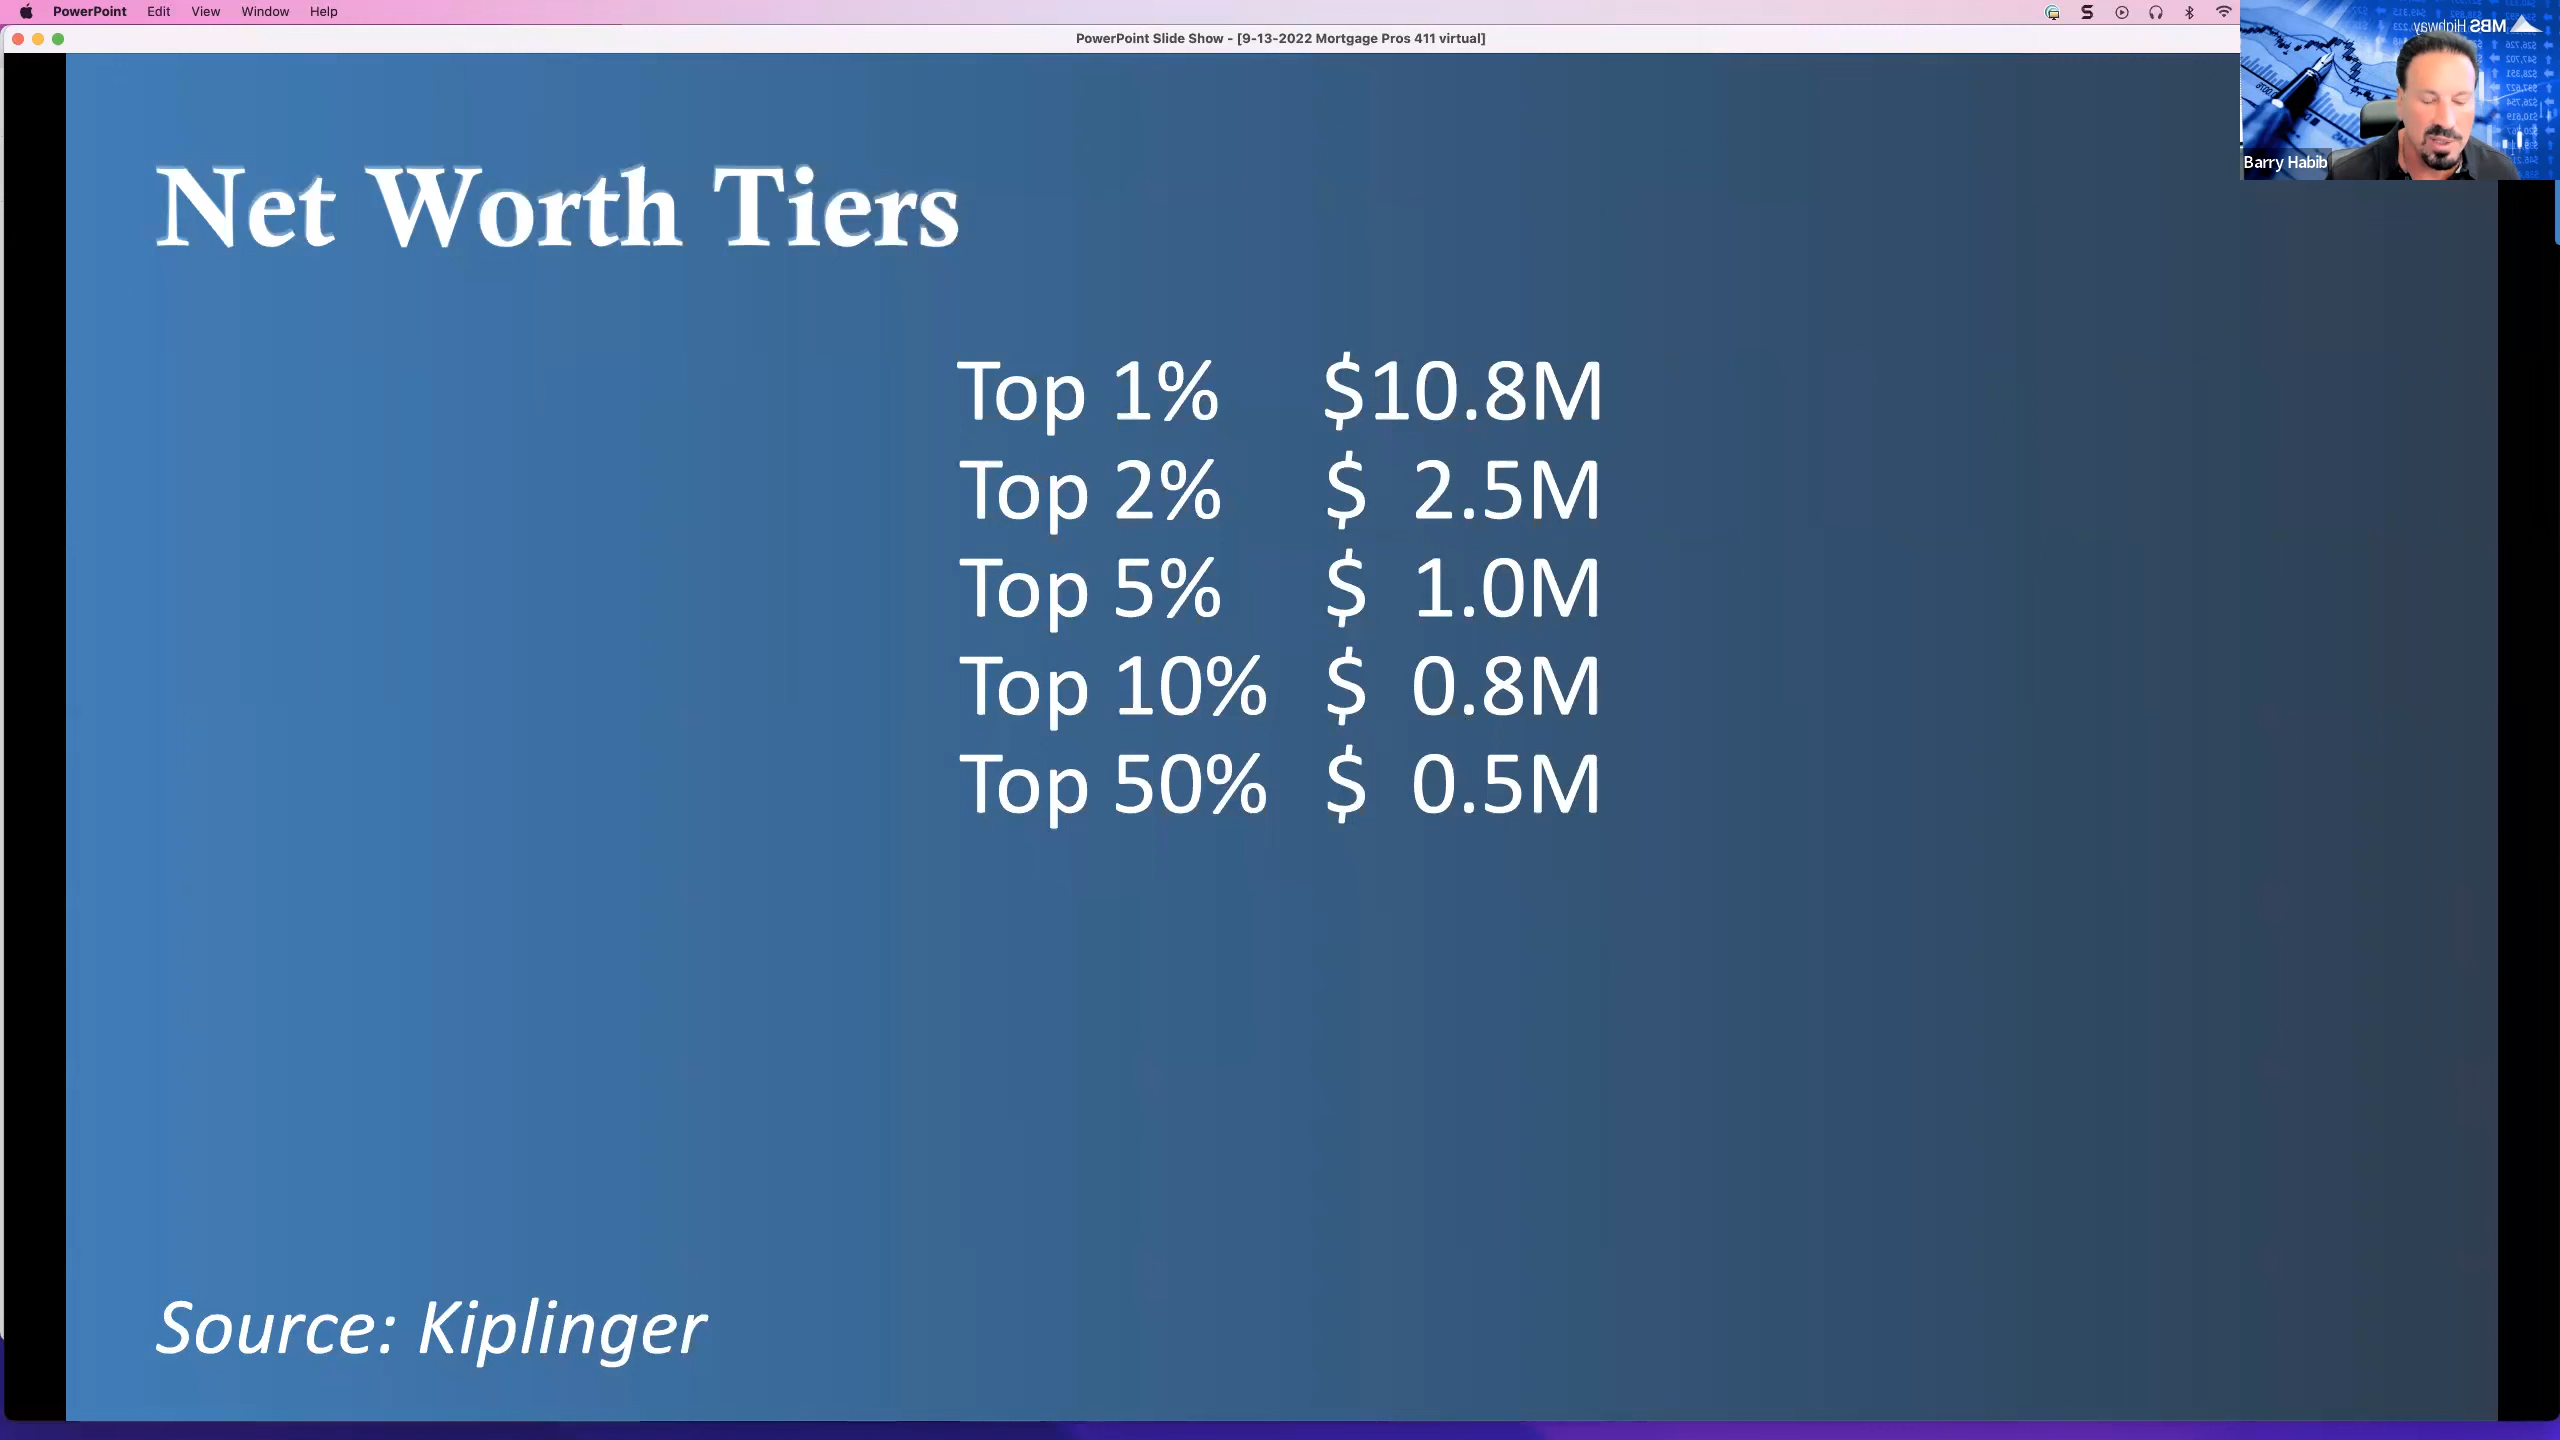 PowerPoint Edit View Window Help
PowerPoint Slide Show - [9-13-2022 Mortgage Pros 411 virtual]
MBS Highway
Barry Habib
Net Worth Tiers
Top 1% $10.8M
Top 2% $ 2.5M
Top 5% $ 1.0M
Top 10% $ 0.8M
Top 50% $ 0.5M
Source: Kiplinger